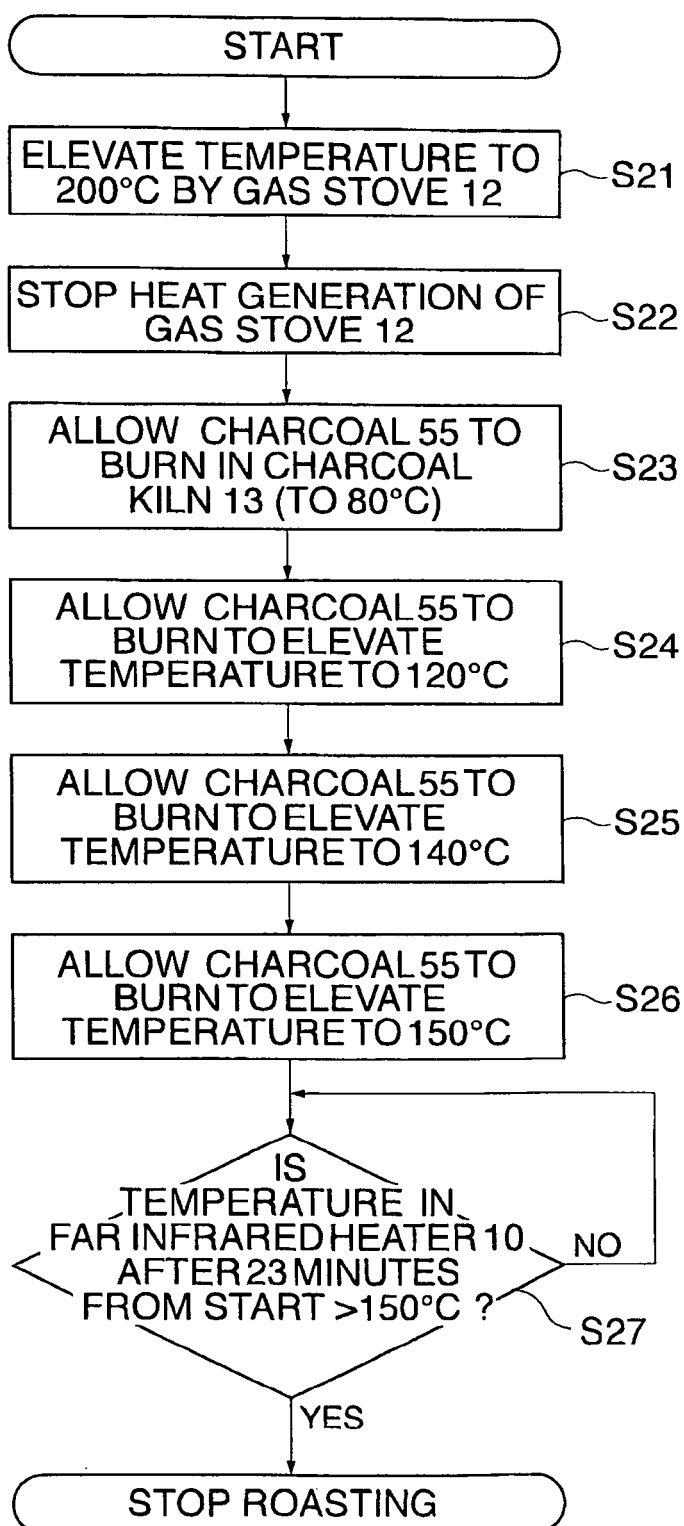 START
ELEVATE TEMPERATURE TO
200°C BY GAS STOVE 12
S21
STOP HEAT GENERATION OF
GAS STOVE 12
S22
ALLOW CHARCOAL 55 TO
BURN IN CHARCOAL
KILN 13 (TO 80°C)
S23
ALLOW CHARCOAL 55 TO
BURN TO ELEVATE
TEMPERATURE TO 120°C
S24
ALLOW CHARCOAL 55 TO
BURN TO ELEVATE
TEMPERATURE TO 140°C
S25
ALLOW CHARCOAL 55 TO
BURN TO ELEVATE
TEMPERATURE TO 150°C
S26
IS
TEMPERATURE IN
FAR INFRARED HEATER 10
AFTER 23 MINUTES
FROM START >150°C ?
NO
S27
YES
STOP ROASTING